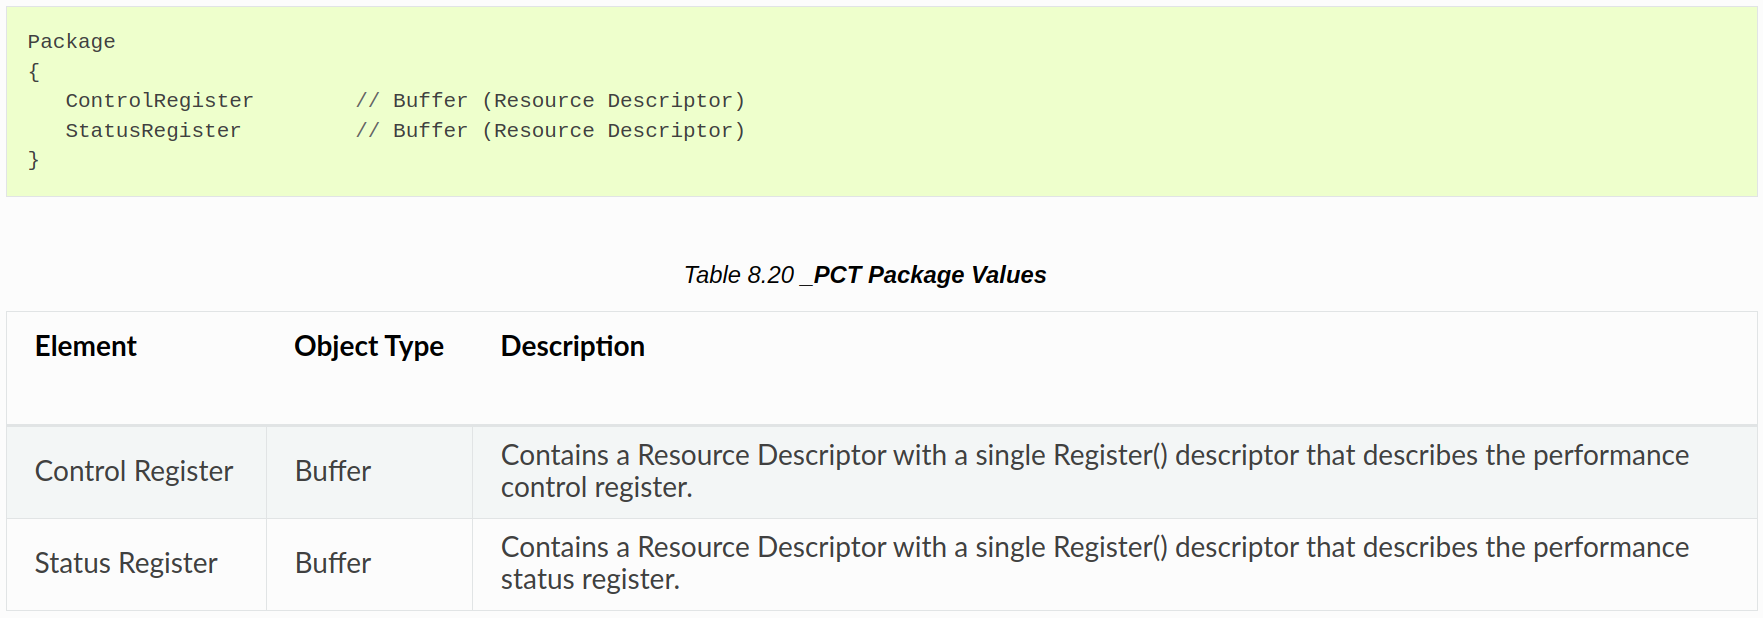 Package
{
   ControlRegister        // Buffer (Resource Descriptor)
   StatusRegister         // Buffer (Resource Descriptor)
}
Table 8.20 _PCT Package Values
Element Object Type Description
Control Register Buffer Contains a Resource Descriptor with a single Register() descriptor that describes the performance
control register.
Status Register Buffer Contains a Resource Descriptor with a single Register() descriptor that describes the performance
status register.